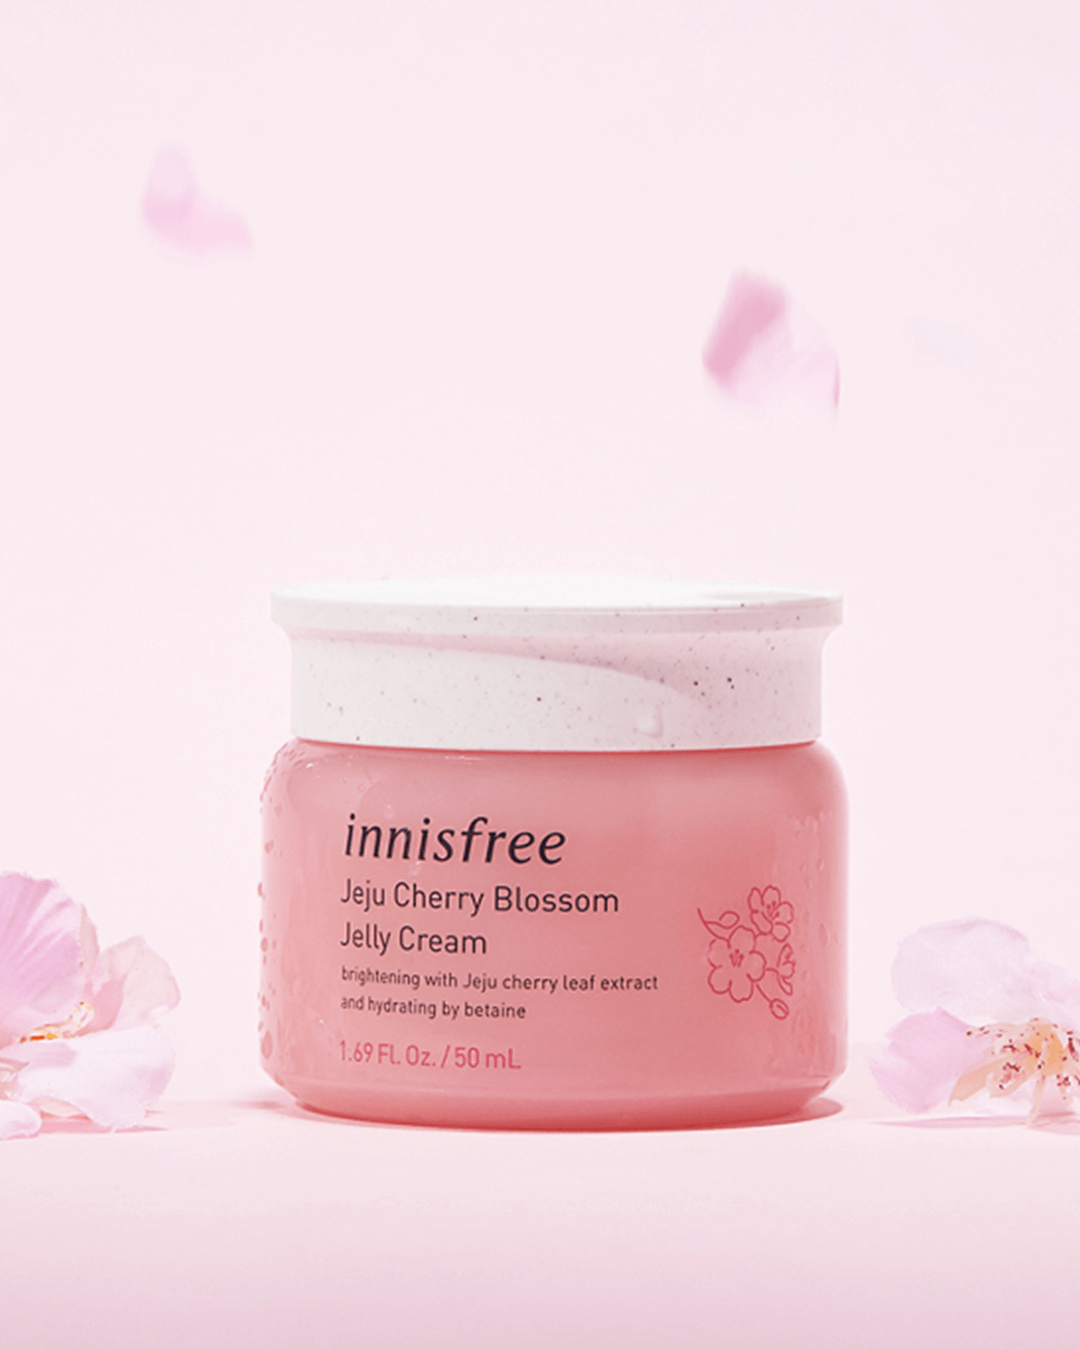 innisfree
Jeju Cherry Blossom
Jelly Cream
brightening with Jeju cherry leaf extract
and hydrating by betaine
1.69 Fl. Oz. / 50 mL